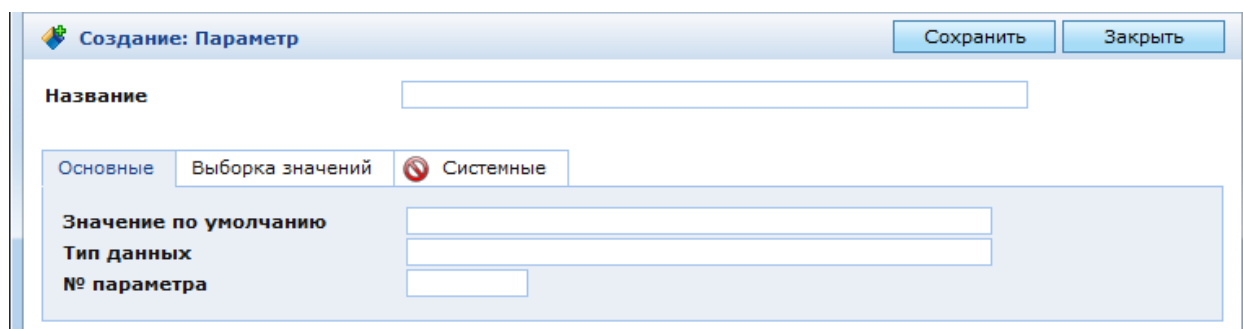 Создание: Параметр Сохранить Закрыть
Название
Основные Выборка значений Системные
Значение по умолчанию
Тип данных
№ параметра